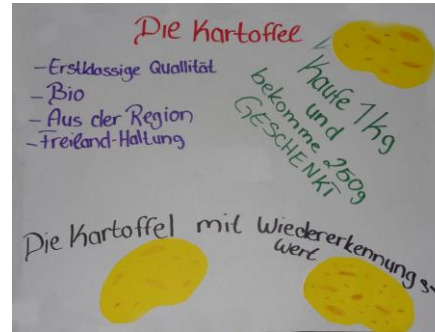 Die Kartoffel
- Erstklassige Quallität
- Bio
- Aus der Region
- Freiland-Haltung
Kaufe 1kg
und
bekomme 250g
GESCHENKT
Die Kartoffel mit Wiedererkennungs-
wert